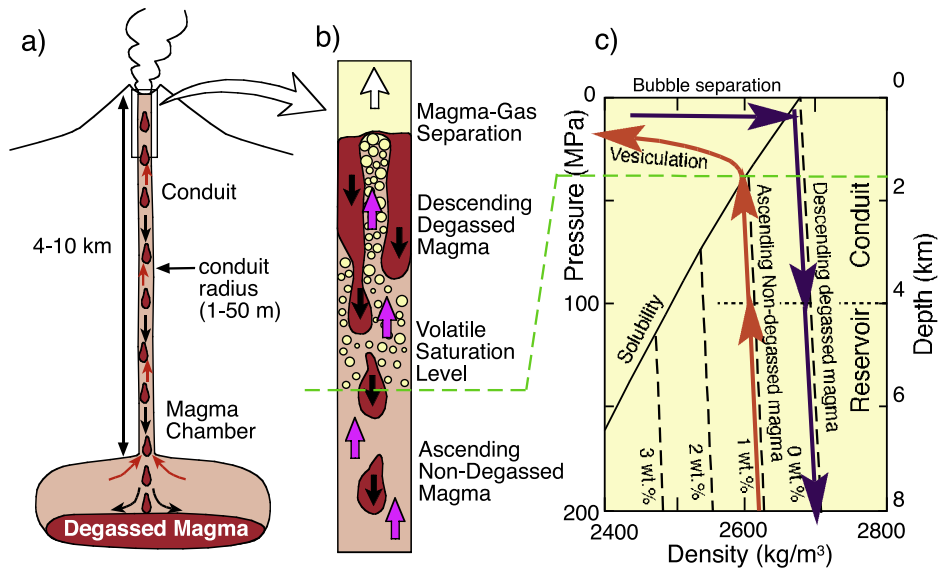 a)
4-10 km
Conduit
conduit
radius
(1-50 m)
Magma
Chamber
Degassed Magma
b)
Magma-Gas
Separation
Descending
Degassed
Magma
Volatile
Saturation
Level
Ascending
Non-Degassed
Magma
c)
Bubble separation
Pressure (MPa)
0
100
200
Vesiculation
Solubility
3 wt.%
2 wt.%
1 wt.%
0 wt.%
Ascending Non-degassed magma
Descending degassed magma
Conduit
Reservoir
0
2
4
6
8
Depth (km)
2400
2600
2800
Density (kg/m³)